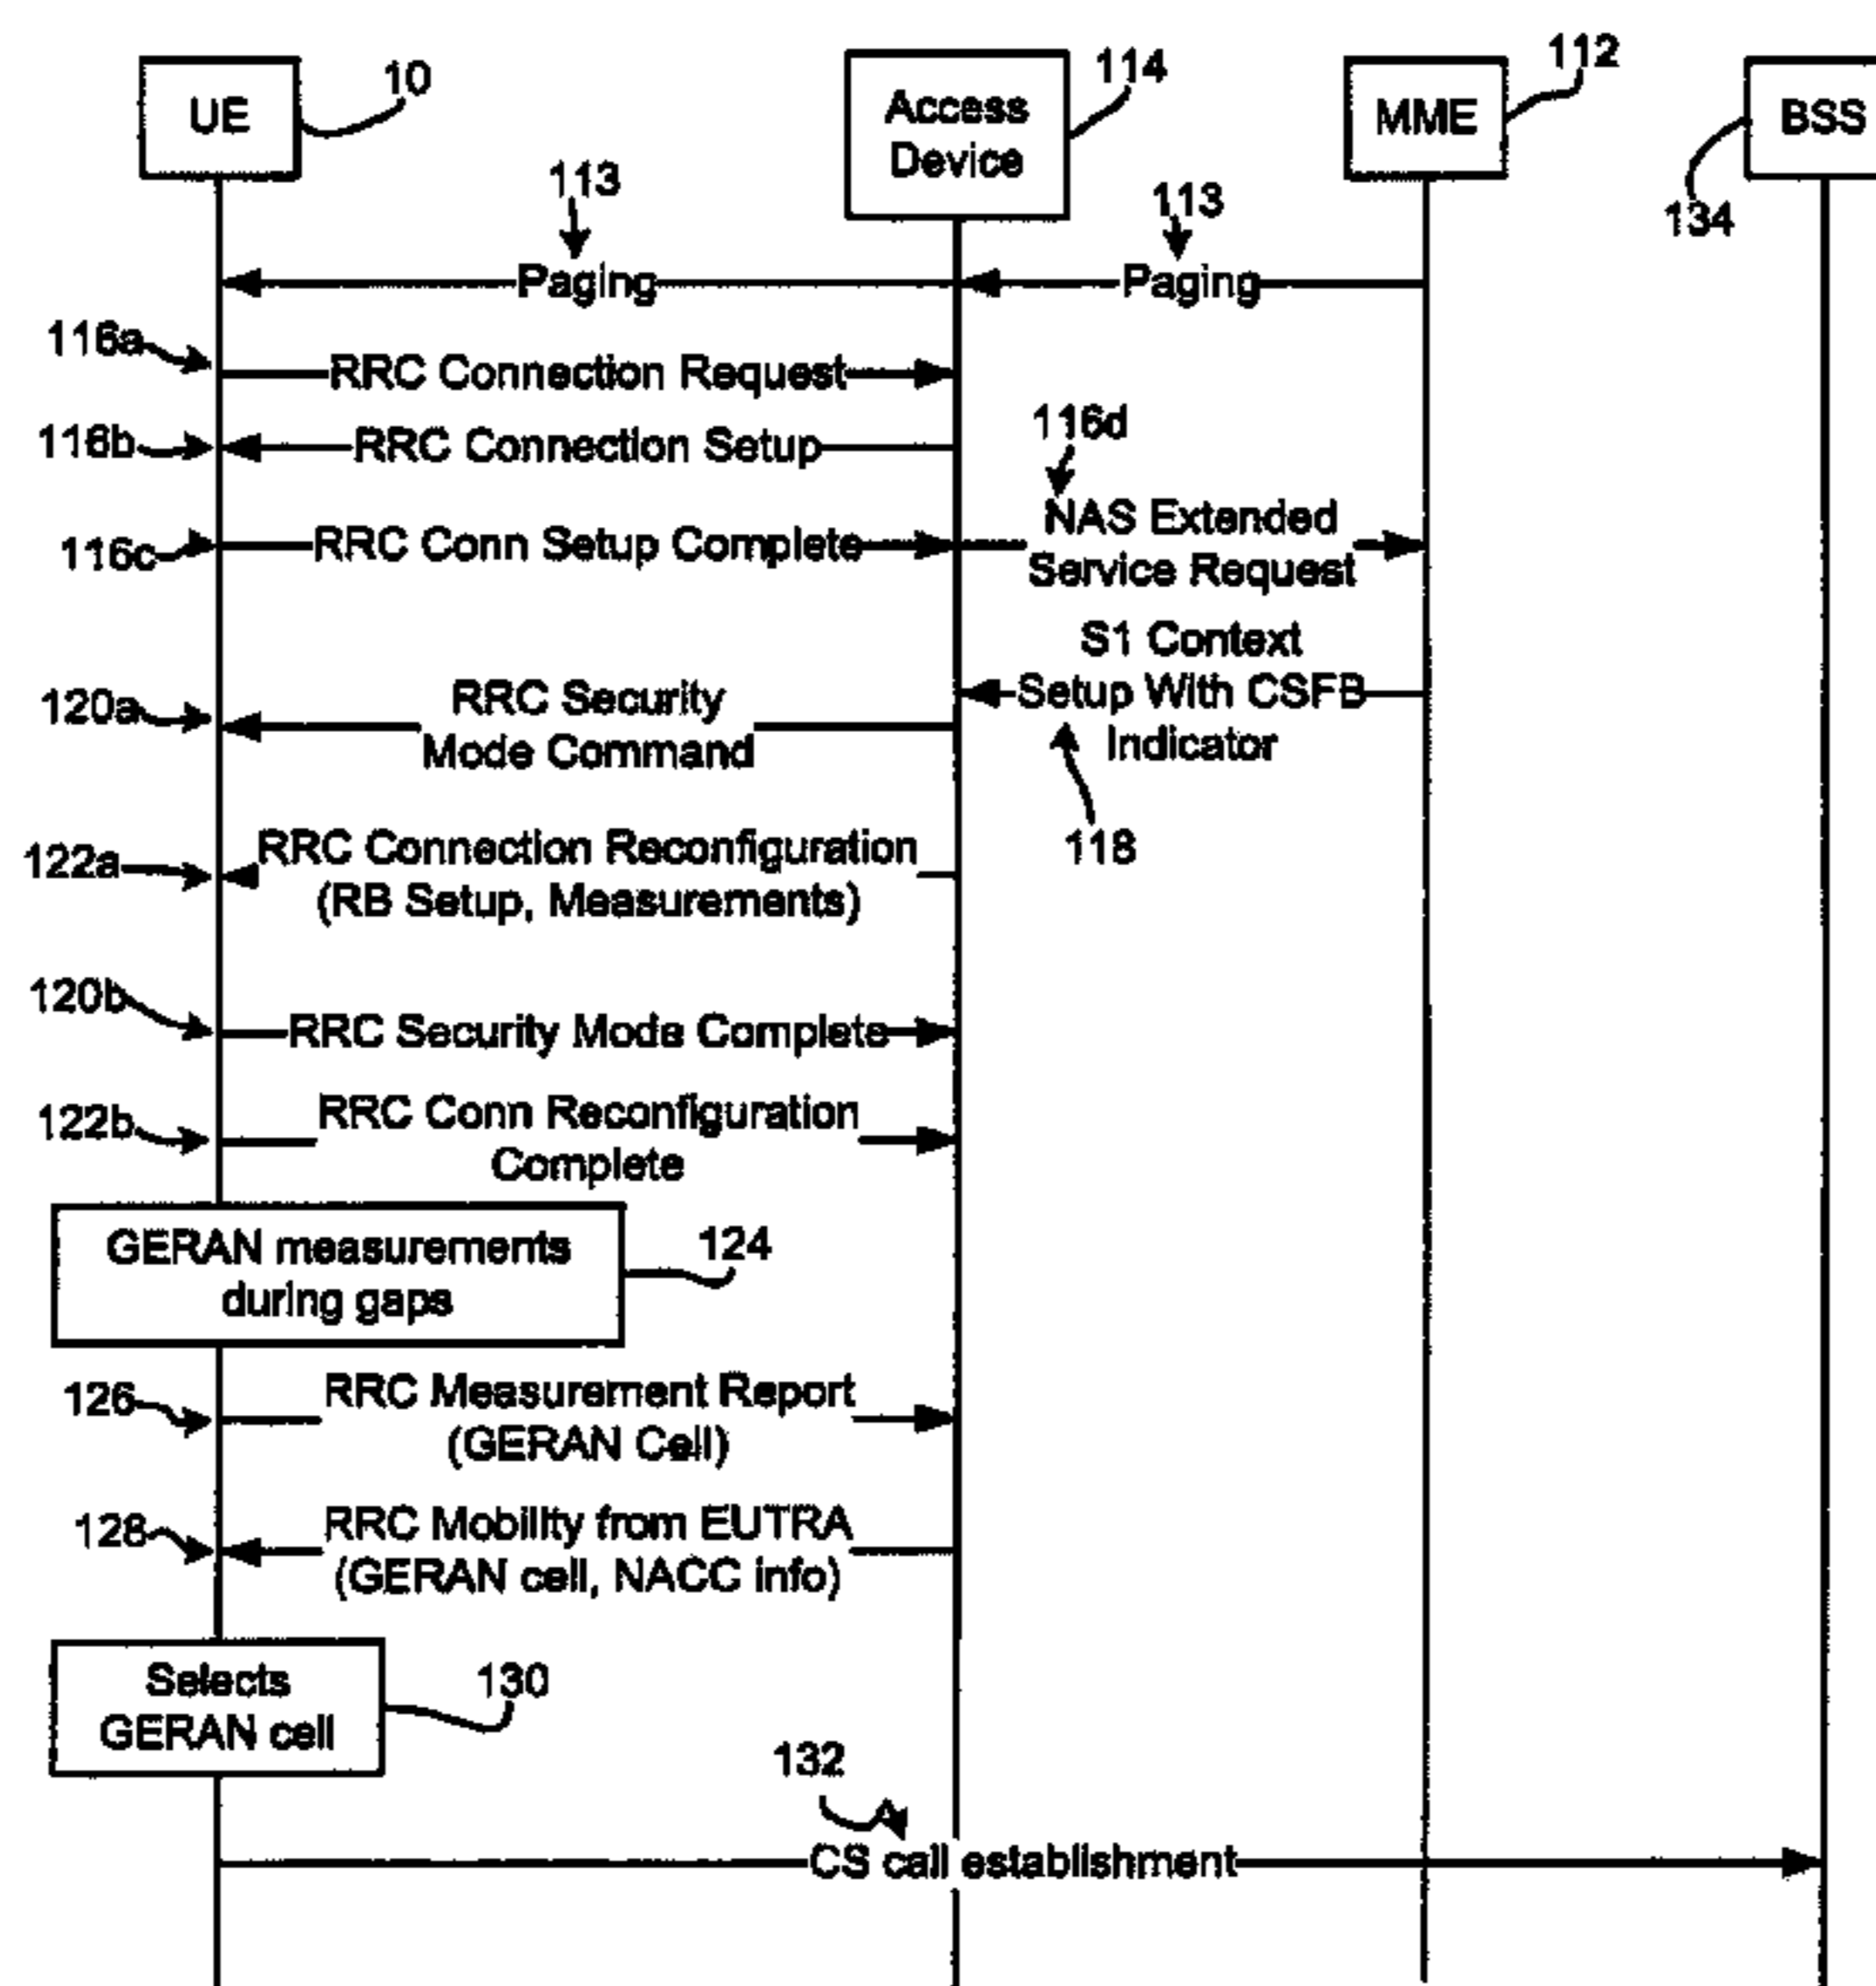 UE
10
Access
Device
114
MME
112
BSS
134
113
Paging
113
Paging
116a
RRC Connection Request
116b
RRC Connection Setup
116d
116c
RRC Conn Setup Complete
NAS Extended
Service Request
S1 Context
Setup With CSFB
Indicator
118
120a
RRC Security
Mode Command
122a
RRC Connection Reconfiguration
(RB Setup, Measurements)
120b
RRC Security Mode Complete
122b
RRC Conn Reconfiguration
Complete
GERAN measurements
during gaps
124
126
RRC Measurement Report
(GERAN Cell)
128
RRC Mobility from EUTRA
(GERAN cell, NACC info)
Selects
GERAN cell
130
132
CS call establishment